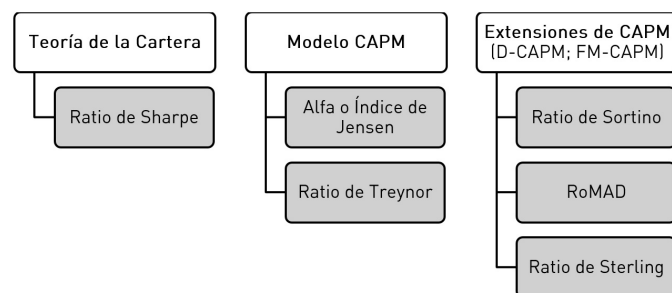 Teoría de la Cartera
Ratio de Sharpe
Modelo CAPM
Alfa o Índice de
Jensen
Ratio de Treynor
Extensiones de CAPM
(D-CAPM; FM-CAPM)
Ratio de Sortino
RoMAD
Ratio de Sterling